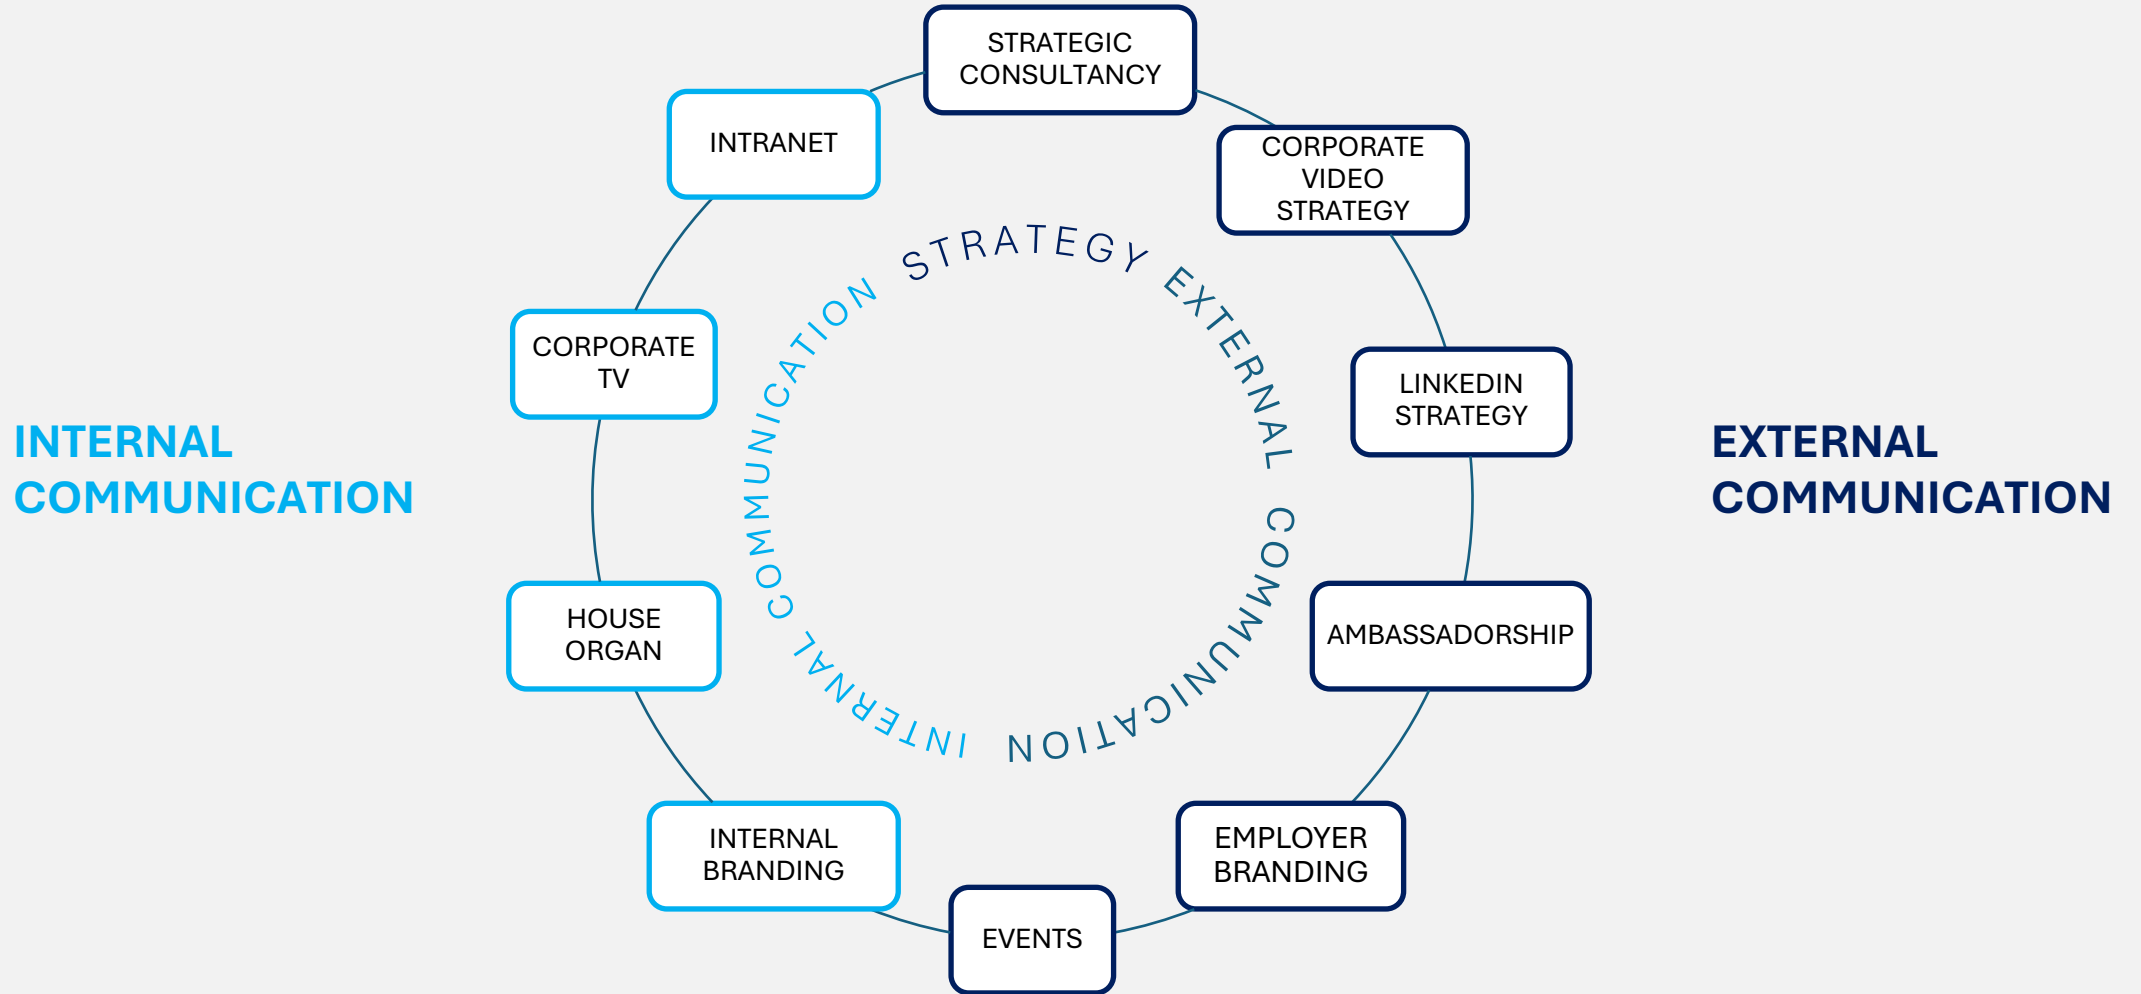 STRATEGIC
CONSULTANCY
INTRANET
CORPORATE
VIDEO
STRATEGY
STRATEGY
EXTERNAL COMMUNICATION
INTERNAL COMMUNICATION
CORPORATE
TV
LINKEDIN
STRATEGY
INTERNAL
COMMUNICATION
EXTERNAL
COMMUNICATION
HOUSE
ORGAN
AMBASSADORSHIP
INTERNAL
BRANDING
EMPLOYER
BRANDING
EVENTS